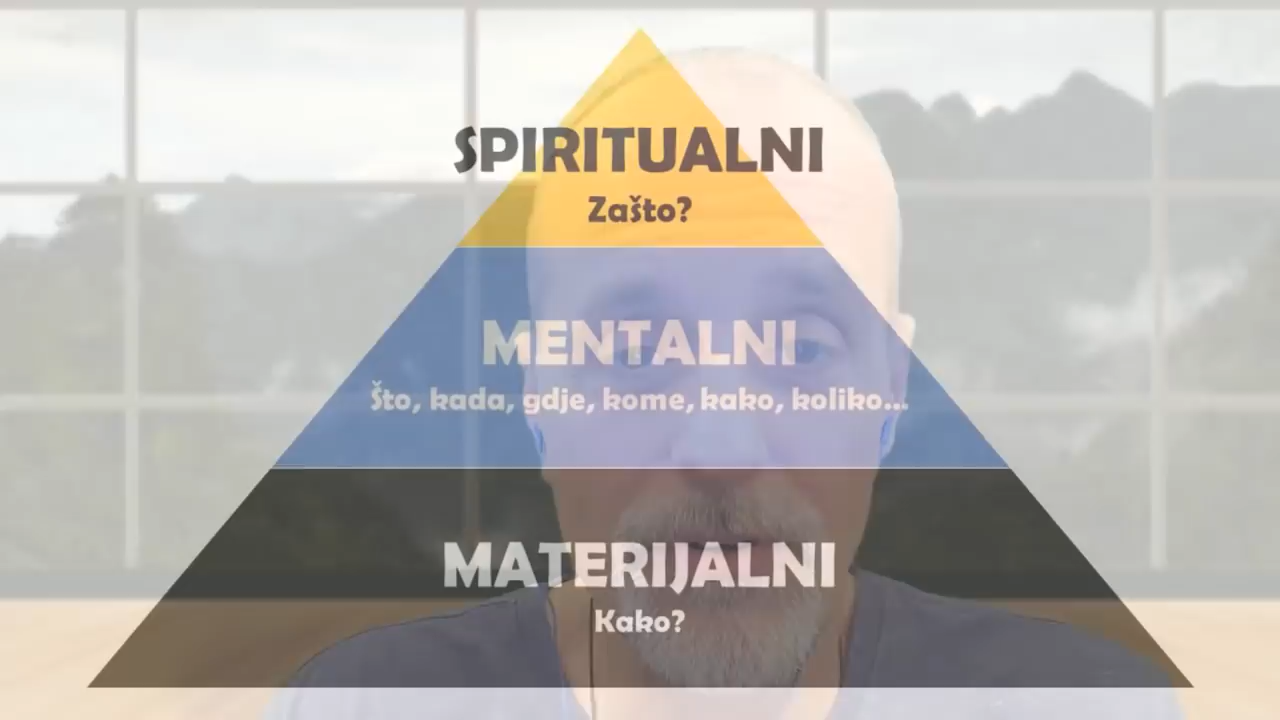 SPIRITUALNI
Zašto?
MENTALNI
Što, kada, gdje, kome, kako, koliko...
MATERIJALNI
Kako?